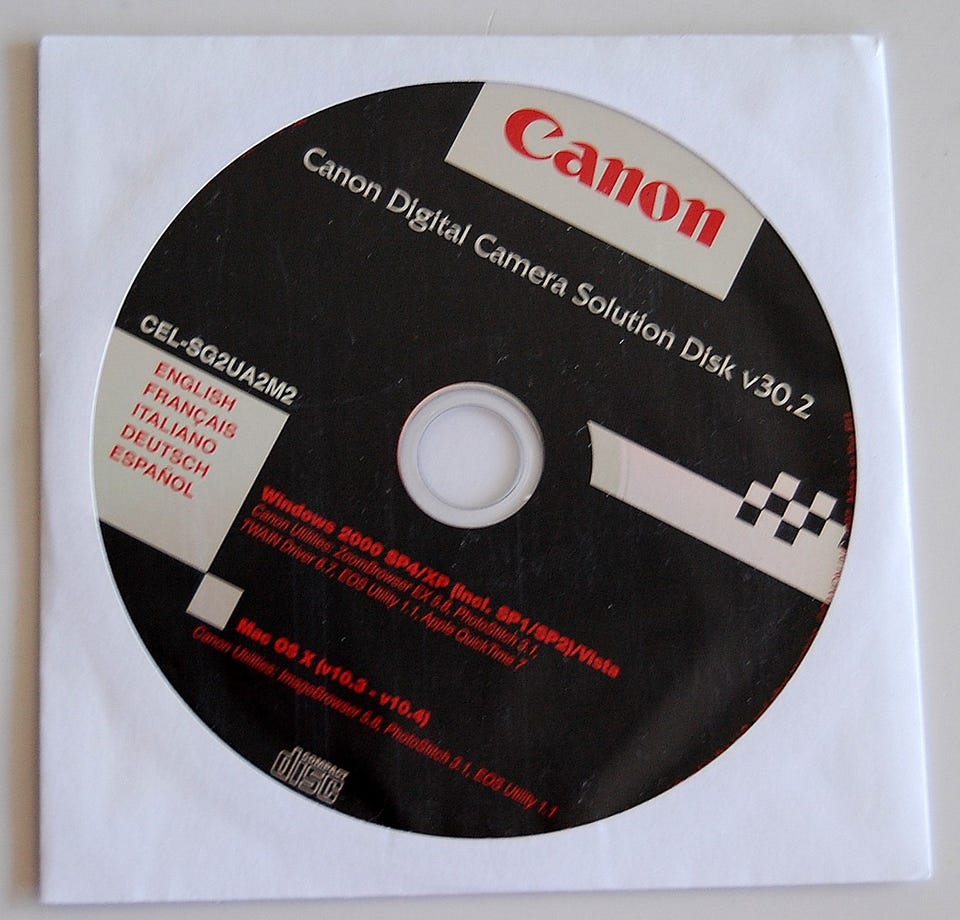 Canon
Canon Digital Camera Solution Disk v30.2
CEL-SG2UA2M2
ENGLISH
FRANÇAIS
ITALIANO
DEUTSCH
ESPAÑOL
Windows 2000 SP4/XP (incl. SP1/SP2)/Vista
Canon Utilities: ZoomBrowser EX 5.8, PhotoStitch 3.1,
TWAIN Driver 6.7, EOS Utility 1.1, Apple QuickTime 7
Mac OS X (v10.3 - v10.4)
Canon Utilities: ImageBrowser 5.8, PhotoStitch 3.1, EOS Utility 1.1
COMPACT
disc